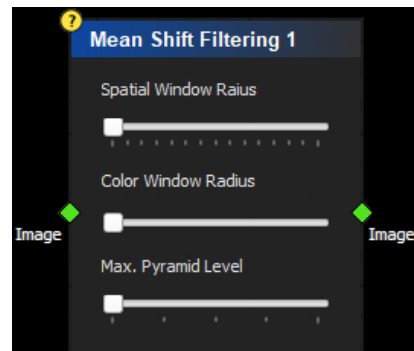 ?
Mean Shift Filtering 1
Spatial Window Raius
Color Window Radius
Image
Image
Max. Pyramid Level